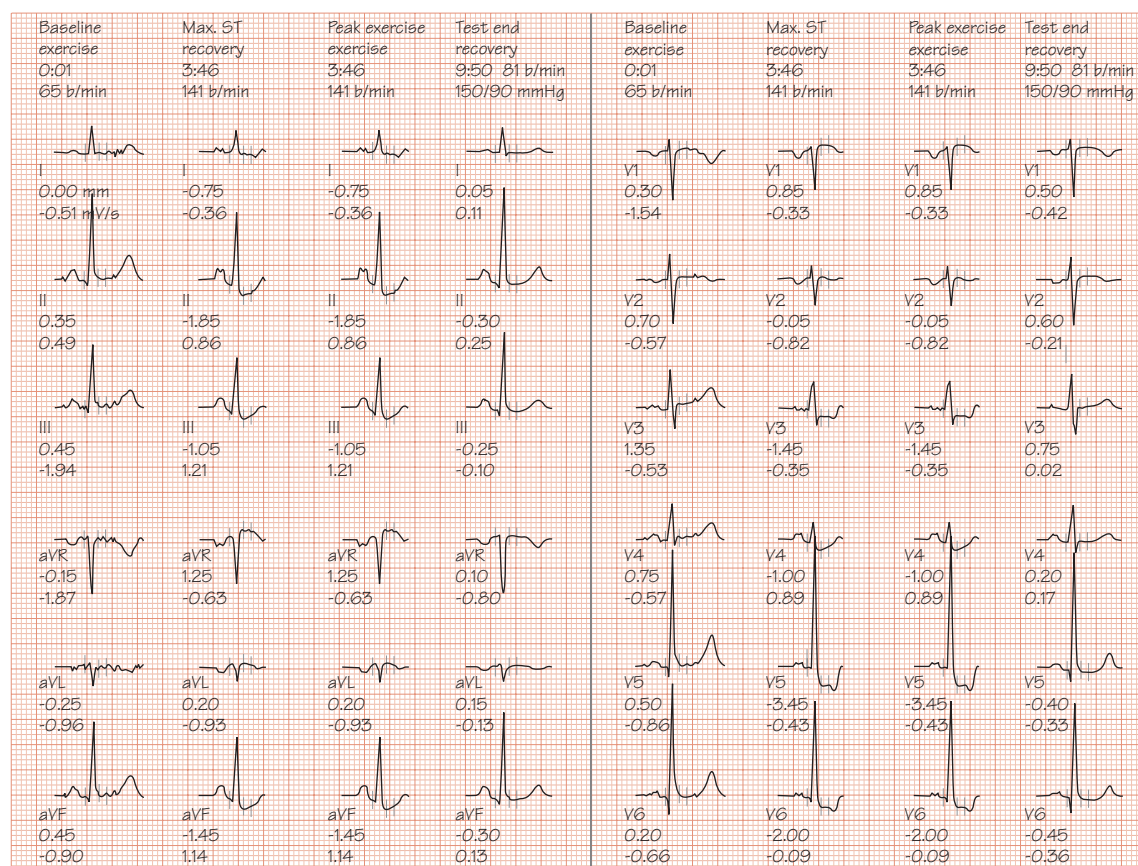 Baseline
exercise
0:01
65 b/min
Max. ST
recovery
3:46
141 b/min
Peak exercise
exercise
3:46
141 b/min
Test end
recovery
9:50 81 b/min
150/90 mmHg
Baseline
exercise
0:01
65 b/min
Max. ST
recovery
3:46
141 b/min
Peak exercise
exercise
3:46
141 b/min
Test end
recovery
9:50 81 b/min
150/90 mmHg
I
0.00 mm
-0.51 mV/s
I
-0.75
-0.36
I
-0.75
-0.36
I
0.05
0.11
V1
0.30
-1.54
V1
0.85
-0.33
V1
0.85
-0.33
V1
0.50
-0.42
II
0.35
0.49
II
-1.85
0.86
II
-1.85
0.86
II
-0.30
0.25
V2
0.70
-0.57
V2
-0.05
-0.82
V2
-0.05
-0.82
V2
0.60
-0.21
III
0.45
-1.94
III
-1.05
1.21
III
-1.05
1.21
III
-0.25
-0.10
V3
1.35
-0.53
V3
-1.45
-0.35
V3
-1.45
-0.35
V3
0.75
0.02
aVR
-0.15
-1.87
aVR
1.25
-0.63
aVR
1.25
-0.63
aVR
0.10
-0.80
V4
0.75
-0.57
V4
-1.00
0.89
V4
-1.00
0.89
V4
0.20
0.17
aVL
-0.25
-0.96
aVL
0.20
-0.93
aVL
0.20
-0.93
aVL
0.15
-0.13
V5
0.50
-0.86
V5
-3.45
-0.43
V5
-3.45
-0.43
V5
-0.40
-0.33
aVF
0.45
-0.90
aVF
-1.45
1.14
aVF
-1.45
1.14
aVF
-0.30
0.13
V6
0.20
-0.66
V6
-2.00
-0.09
V6
2.00
-0.09
V6
-0.45
-0.36